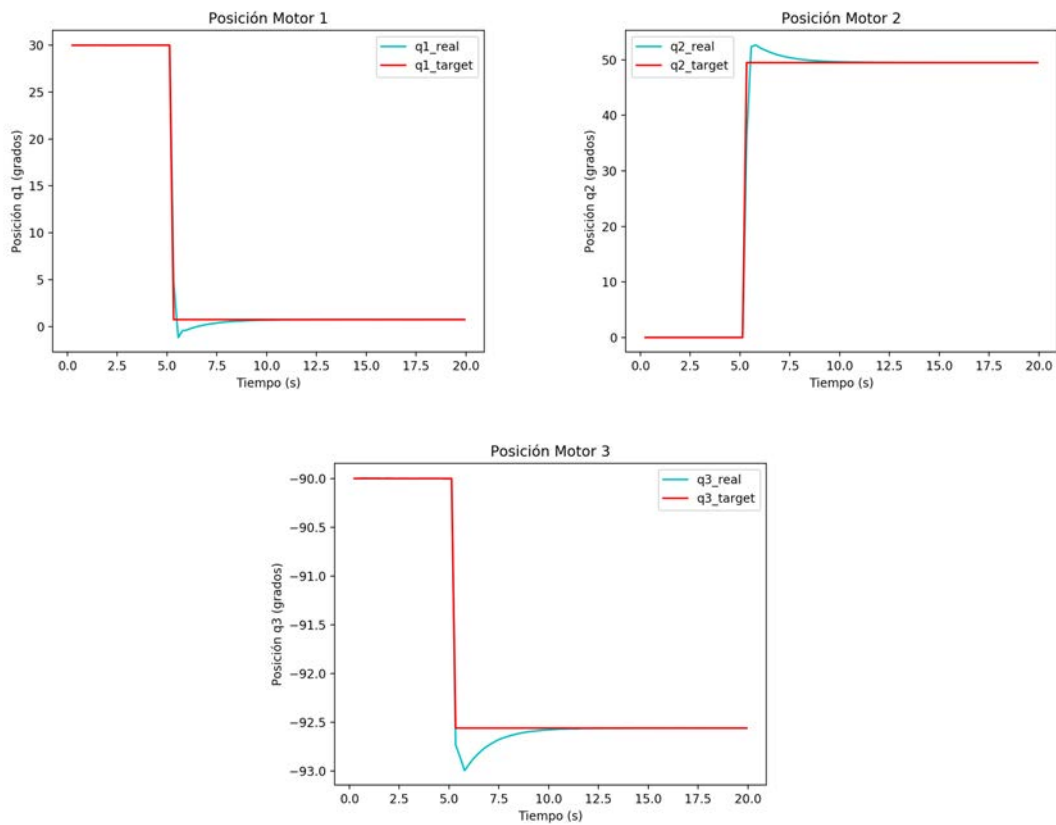 Posición Motor 1
q1_real
q1_target
30
25
20
15
10
5
0
Posición q1 (grados)
0.0 2.5 5.0 7.5 10.0 12.5 15.0 17.5 20.0
Tiempo (s)
Posición Motor 2
q2_real
q2_target
50
40
30
20
10
0
Posición q2 (grados)
0.0 2.5 5.0 7.5 10.0 12.5 15.0 17.5 20.0
Tiempo (s)
Posición Motor 3
q3_real
q3_target
−90.0
−90.5
−91.0
−91.5
−92.0
−92.5
−93.0
Posición q3 (grados)
0.0 2.5 5.0 7.5 10.0 12.5 15.0 17.5 20.0
Tiempo (s)